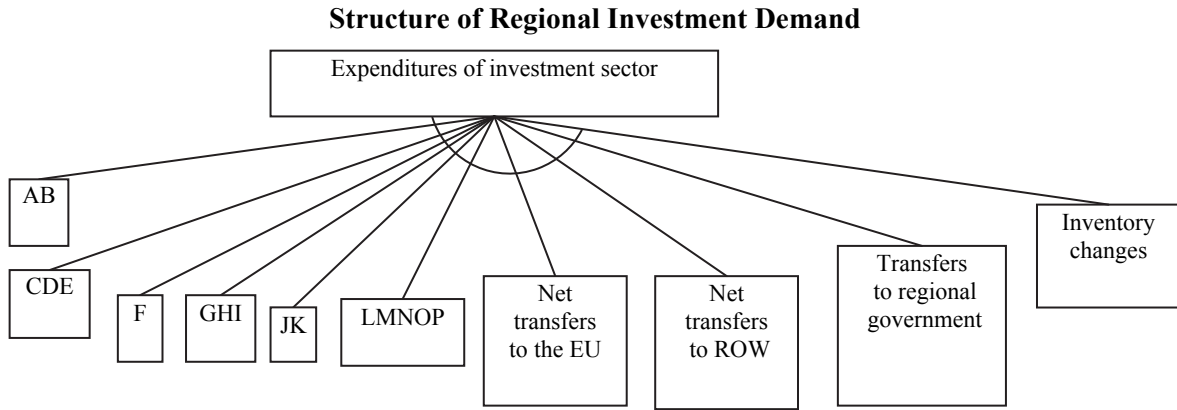 Structure of Regional Investment Demand
Expenditures of investment sector
AB
CDE
F
GHI
JK
LMNOP
Net
transfers
to the EU
Net
transfers
to ROW
Transfers
to regional
government
Inventory
changes